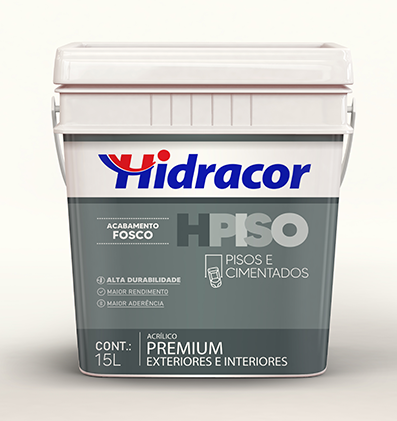 Hidracor
ACABAMENTO
FOSCO
HPISO
PISOS E
CIMENTADOS
ALTA DURABILIDADE
MAIOR RENDIMENTO
MAIOR ADERÊNCIA
CONT.:
15L
ACRÍLICO
PREMIUM
EXTERIORES E INTERIORES